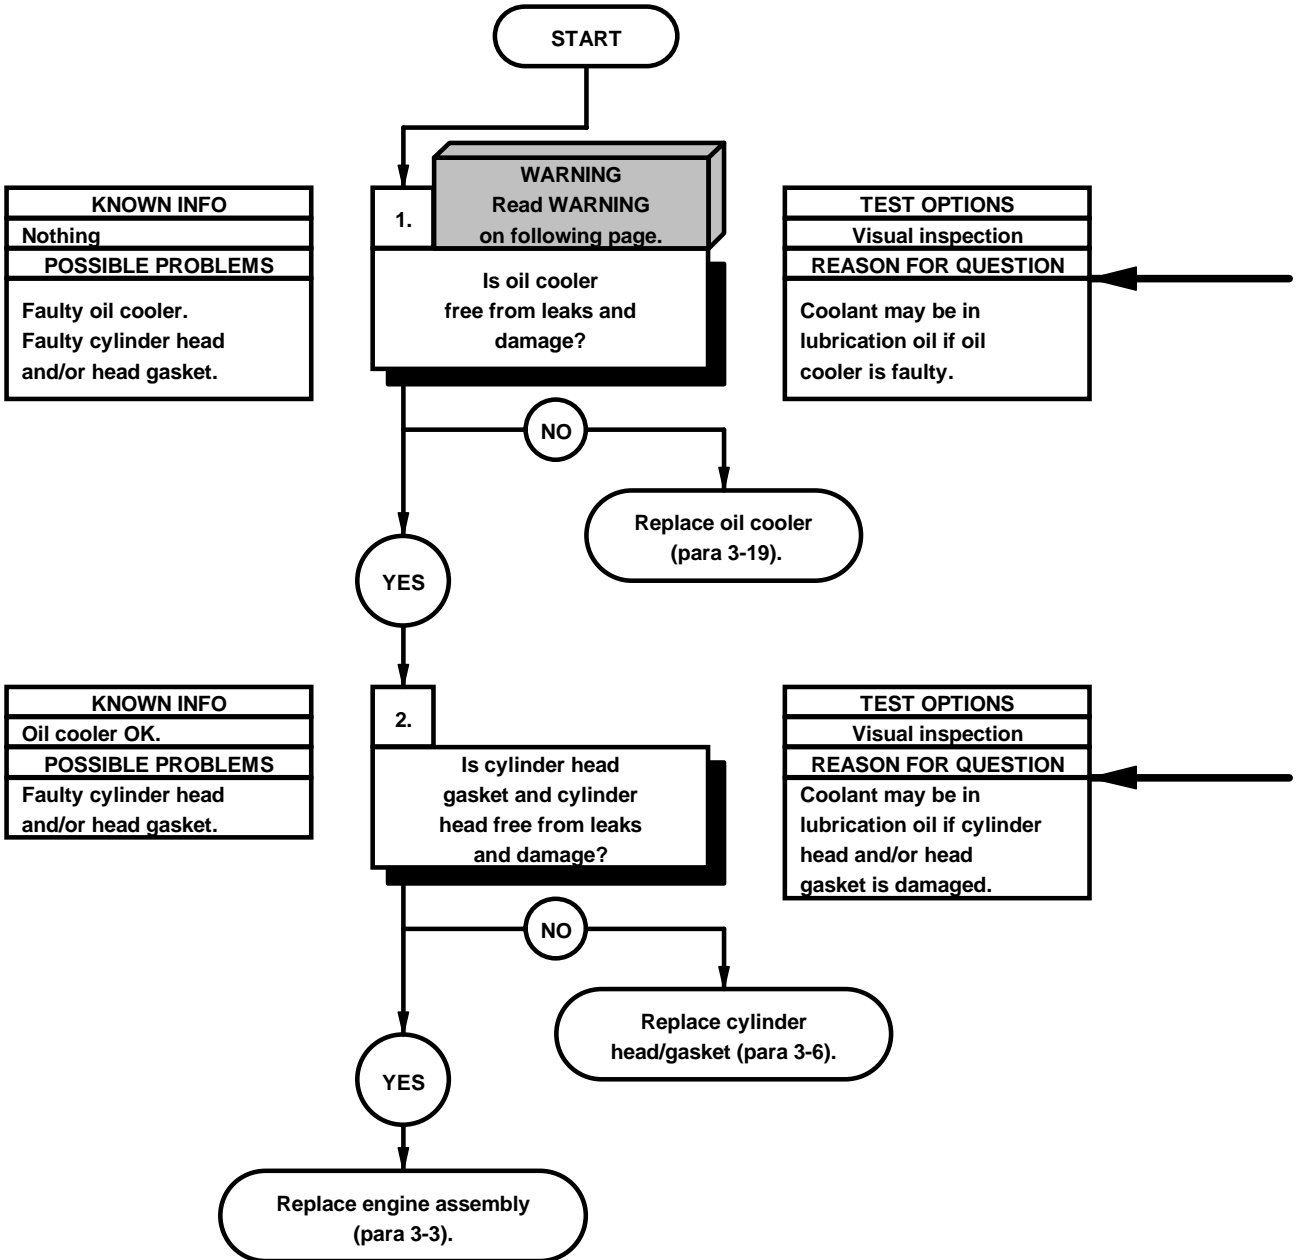 START
WARNING
Read WARNING
on following page.
1.
Is oil cooler
free from leaks and
damage?
KNOWN INFO
Nothing
POSSIBLE PROBLEMS
Faulty oil cooler.
Faulty cylinder head
and/or head gasket.
TEST OPTIONS
Visual inspection
REASON FOR QUESTION
Coolant may be in
lubrication oil if oil
cooler is faulty.
NO
Replace oil cooler
(para 3-19).
YES
KNOWN INFO
Oil cooler OK.
POSSIBLE PROBLEMS
Faulty cylinder head
and/or head gasket.
2.
Is cylinder head
gasket and cylinder
head free from leaks
and damage?
TEST OPTIONS
Visual inspection
REASON FOR QUESTION
Coolant may be in
lubrication oil if cylinder
head and/or head
gasket is damaged.
NO
Replace cylinder
head/gasket (para 3-6).
YES
Replace engine assembly
(para 3-3).